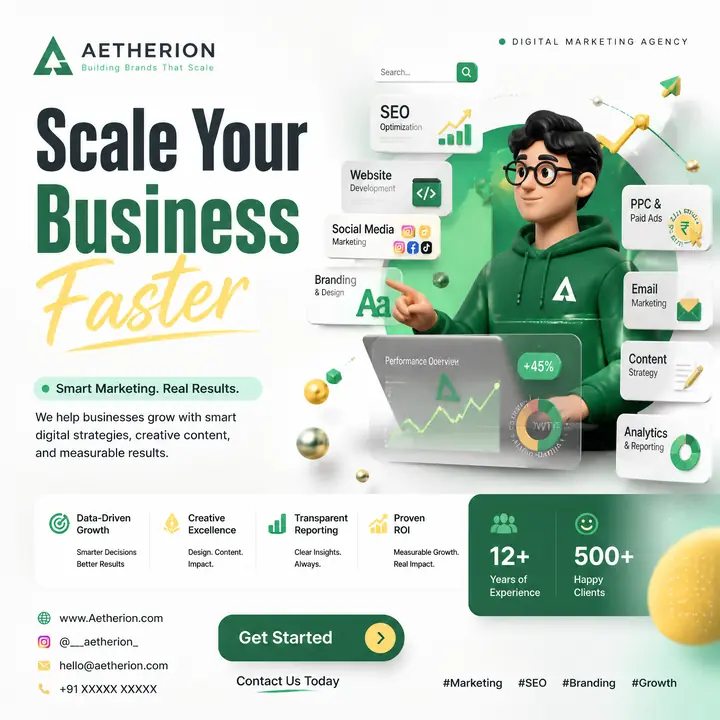 AETHERION
Building Brands That Scale
DIGITAL MARKETING AGENCY
Scale Your
Business
Faster
Smart Marketing. Real Results.
We help businesses grow with smart
digital strategies, creative content,
and measurable results.
Search...
SEO
Optimization
Website
Development
</>
Social Media
Marketing
Branding
& Design
Aa
PPC &
Paid Ads
₹
Email
Marketing
Content
Strategy
Analytics
& Reporting
Performance
+45%
Data-Driven
Growth
Smarter Decisions
Better Results
Creative
Excellence
Design. Content.
Impact.
Transparent
Reporting
Clear Insights.
Always.
Proven
ROI
Measurable Growth.
Real Impact.
12+
Years of
Experience
500+
Happy
Clients
www.Aetherion.com
@___aetherion_
hello@aetherion.com
+91 XXXXX XXXXX
Get Started
Contact Us Today
#Marketing #SEO #Branding #Growth